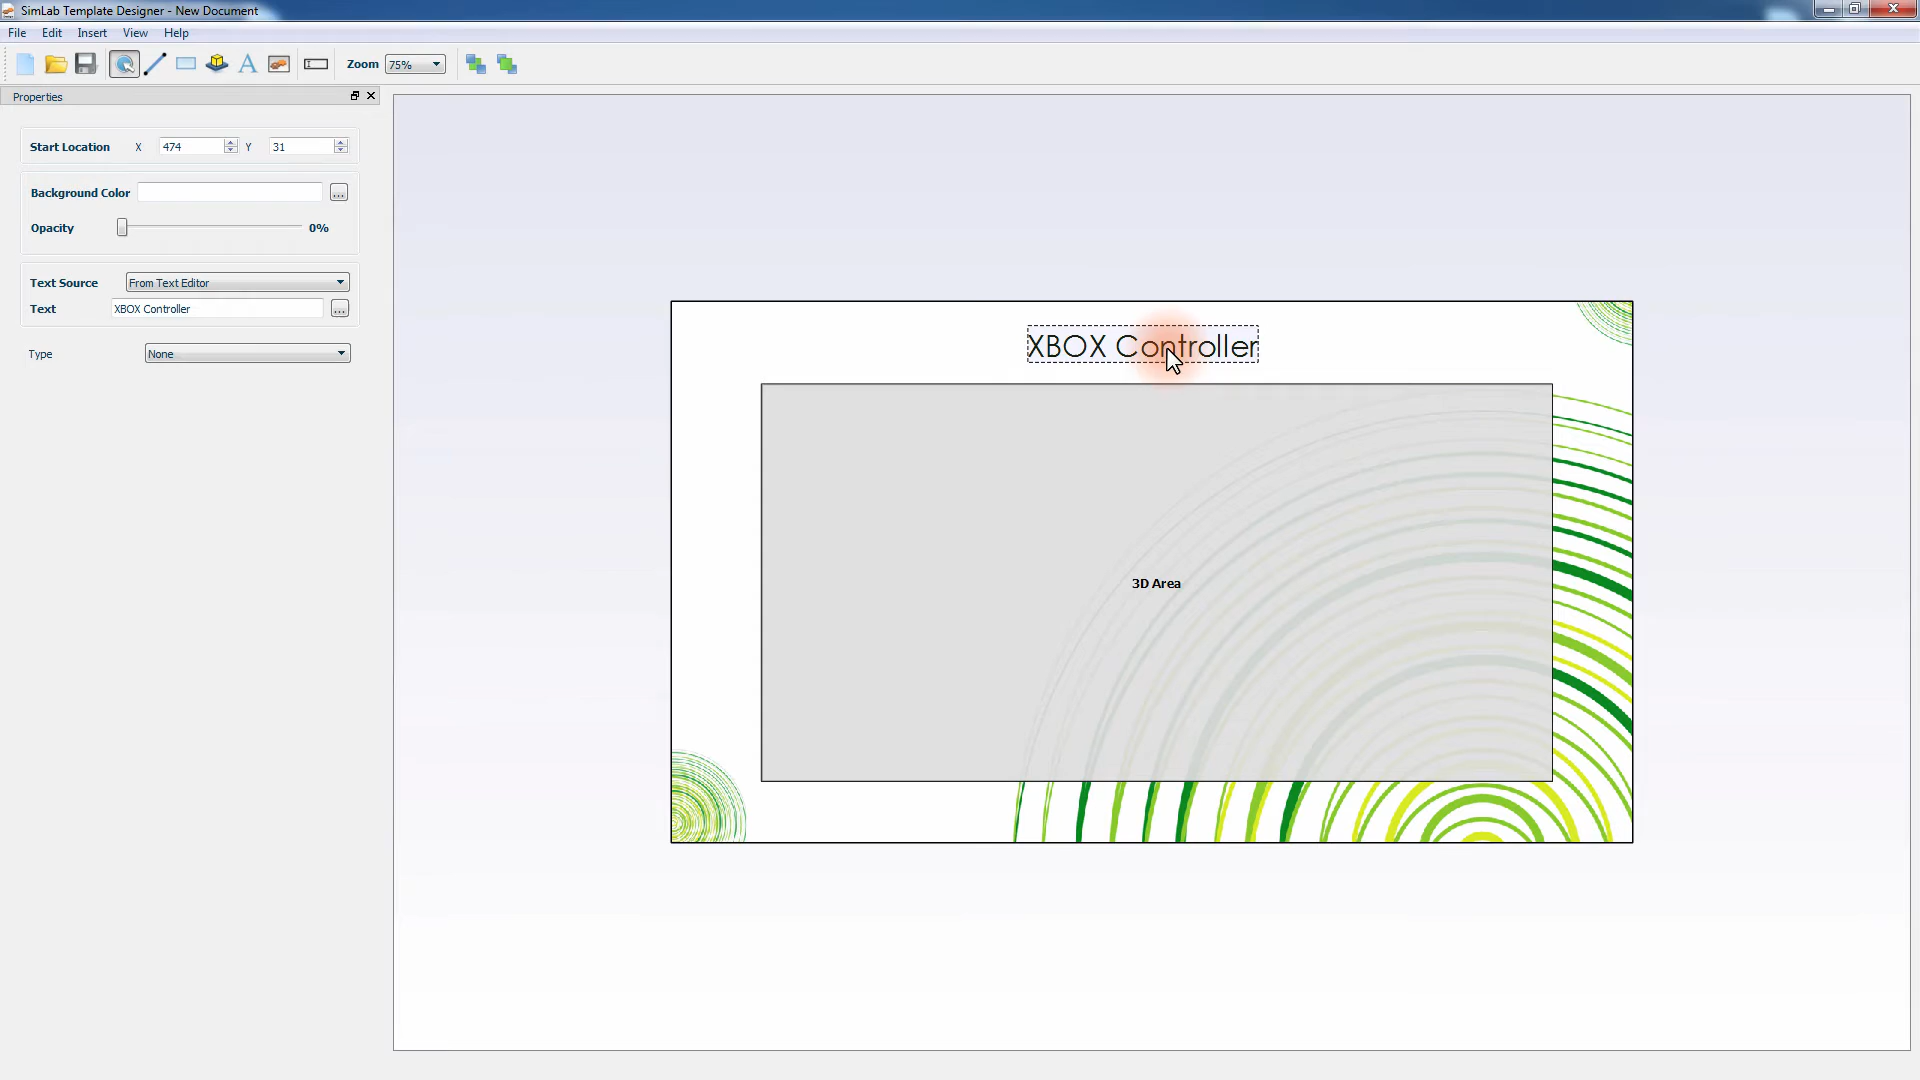 SimLab Template Designer - New Document
File Edit Insert View Help
Zoom 75%
Properties
Start Location X 474 Y 31
Background Color ...
Opacity 0%
Text Source From Text Editor
Text XBOX Controller ...
Type None
XBOX Controller
3D Area